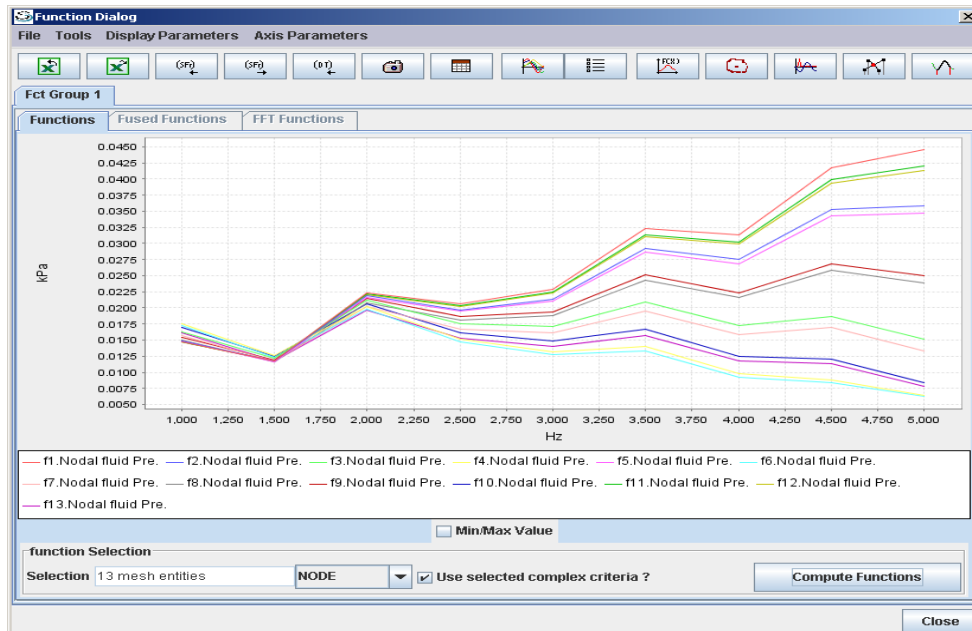 Function Dialog
File Tools Display Parameters Axis Parameters
(SF) (SF) (DT) F(X)
Fct Group 1
Functions Fused Functions FFT Functions
0.0450
0.0425
0.0400
0.0375
0.0350
0.0325
0.0300
0.0275
0.0250
0.0225
0.0200
0.0175
0.0150
0.0125
0.0100
0.0075
0.0050
kPa
1,000 1,250 1,500 1,750 2,000 2,250 2,500 2,750 3,000 3,250 3,500 3,750 4,000 4,250 4,500 4,750 5,000
Hz
f1.Nodal fluid Pre. f2.Nodal fluid Pre. f3.Nodal fluid Pre. f4.Nodal fluid Pre. f5.Nodal fluid Pre. f6.Nodal fluid Pre.
f7.Nodal fluid Pre. f8.Nodal fluid Pre. f9.Nodal fluid Pre. f10.Nodal fluid Pre. f11.Nodal fluid Pre. f12.Nodal fluid Pre.
f13.Nodal fluid Pre.
Min/Max Value
function Selection
Selection 13 mesh entities NODE Use selected complex criteria ? Compute Functions
Close